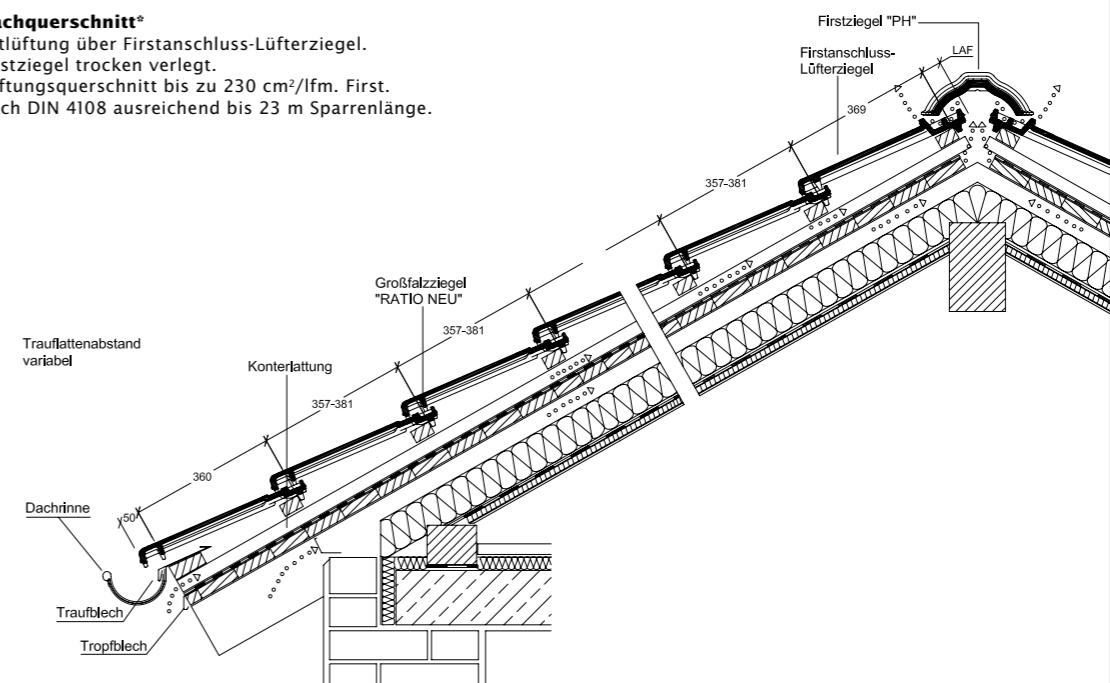 achquerschnitt*
tlüftung über Firstanschluss-Lüfterziegel.
stziegel trocken verlegt.
ftungsquerschnitt bis zu 230 cm²/lfm. First.
ch DIN 4108 ausreichend bis 23 m Sparrenlänge.
Firstziegel "PH"
Firstanschluss-
Lüfterziegel
LAF
369
357-381
Großfalzziegel
"RATIO NEU"
357-381
Trauflattenabstand
variabel
Konterlattung
357-381
360
Dachrinne
50
Traufblech
Tropfblech